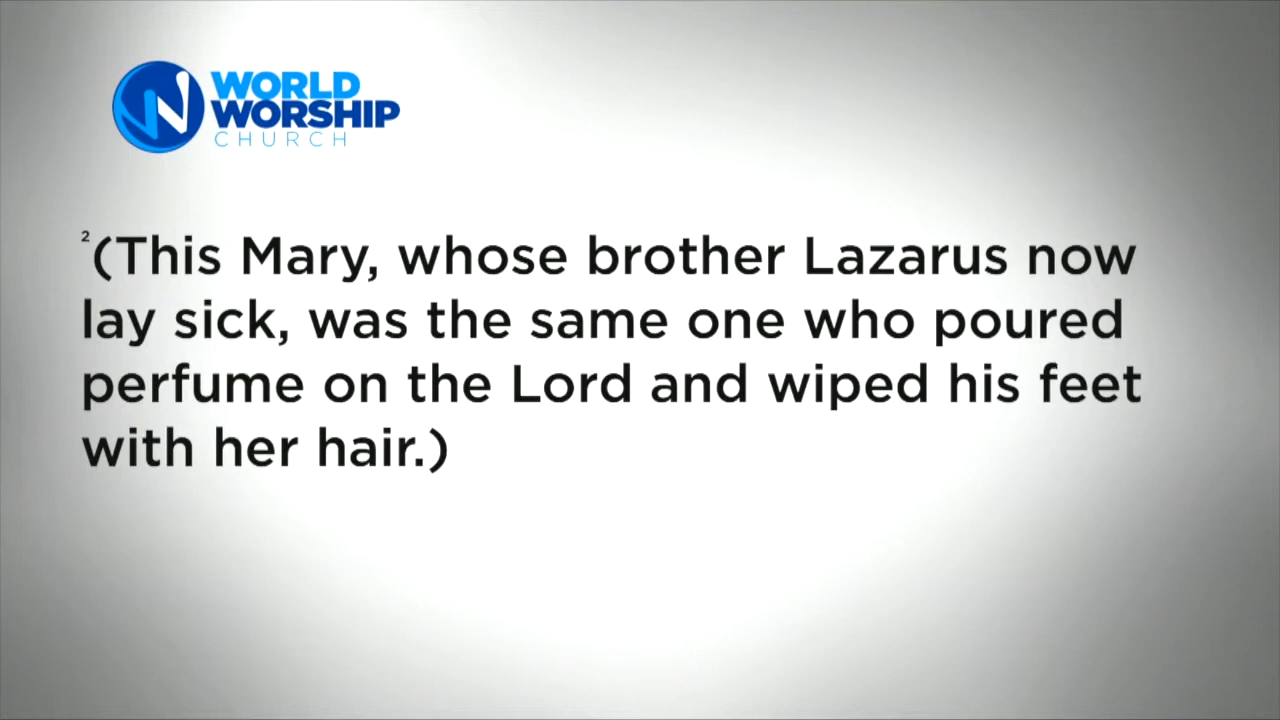 WORLD
WORSHIP
CHURCH
²(This Mary, whose brother Lazarus now
lay sick, was the same one who poured
perfume on the Lord and wiped his feet
with her hair.)